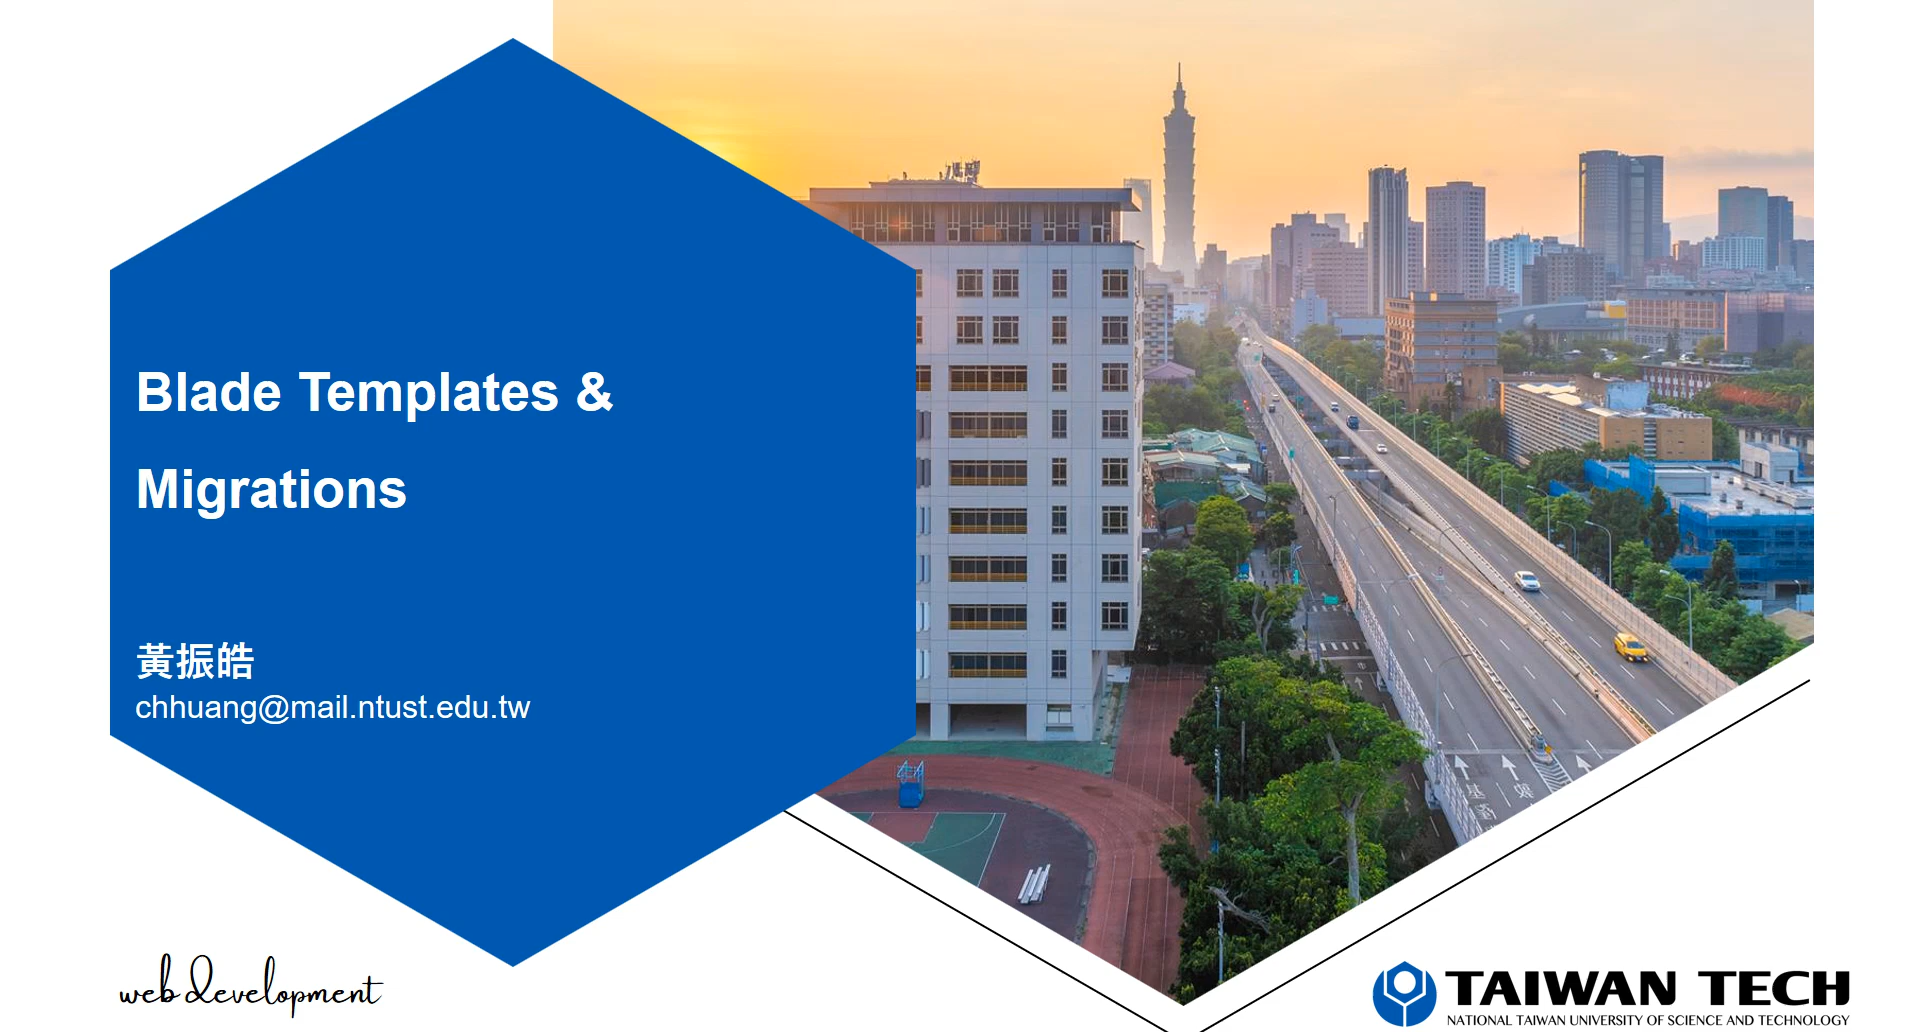 Blade Templates &
Migrations
黃振皓
chhuang@mail.ntust.edu.tw
web development
TAIWAN TECH
NATIONAL TAIWAN UNIVERSITY OF SCIENCE AND TECHNOLOGY